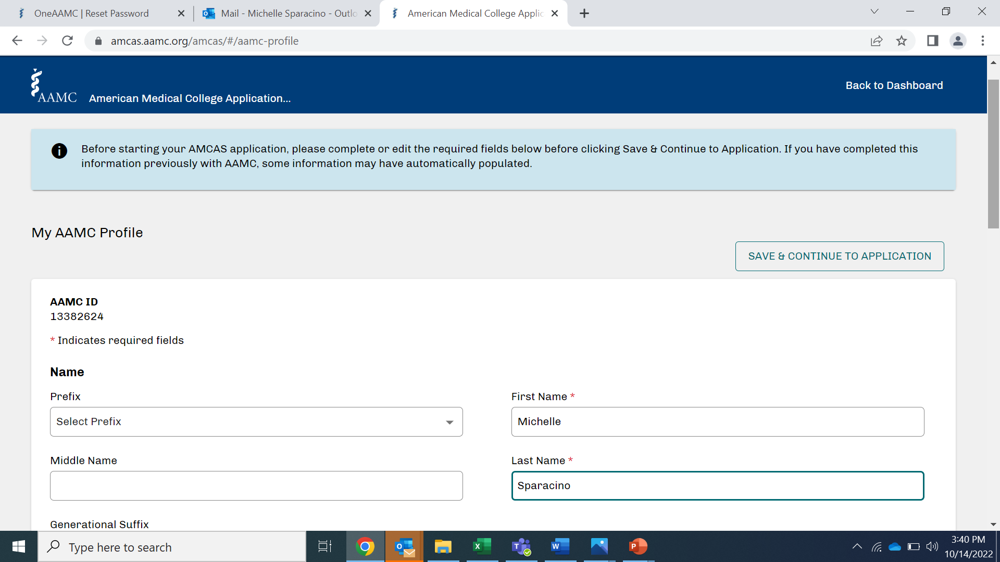 OneAAMC | Reset Password
Mail - Michelle Sparacino - Outlo
American Medical College Applic
amcas.aamc.org/amcas/#/aamc-profile
AAMC
American Medical College Application...
Back to Dashboard
Before starting your AMCAS application, please complete or edit the required fields below before clicking Save & Continue to Application. If you have completed this
information previously with AAMC, some information may have automatically populated.
My AAMC Profile
SAVE & CONTINUE TO APPLICATION
AAMC ID
13382624
* Indicates required fields
Name
Prefix
First Name *
Select Prefix
Michelle
Middle Name
Last Name *
Sparacino
Generational Suffix
Type here to search
3:40 PM
10/14/2022